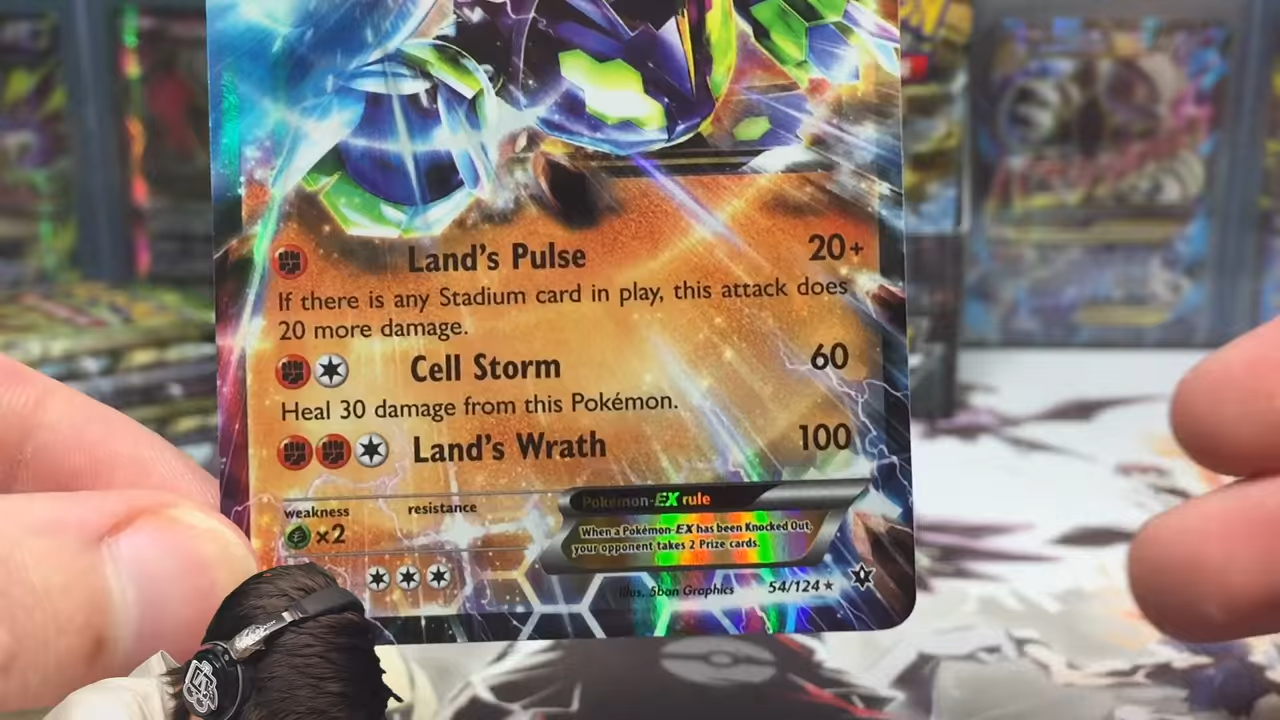 Land's Pulse 20+
If there is any Stadium card in play, this attack does
20 more damage.
Cell Storm 60
Heal 30 damage from this Pokémon.
Land's Wrath 100
weakness resistance
×2
Pokémon-EX rule
When a Pokémon-EX has been Knocked Out,
your opponent takes 2 Prize cards.
Illus. 5ban Graphics 54/124